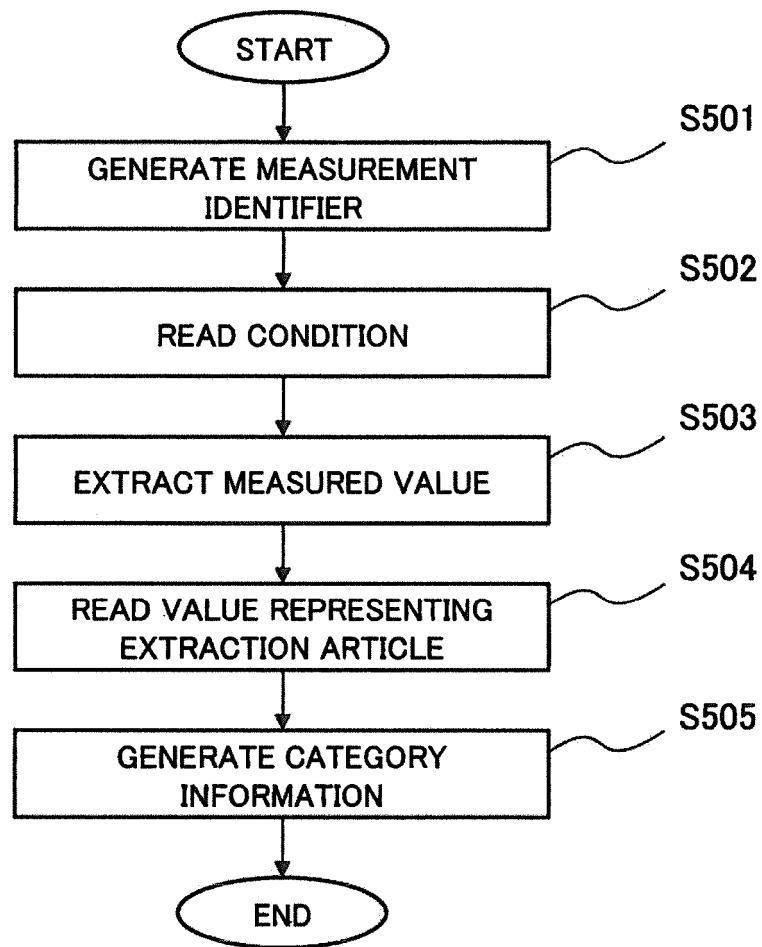 START
S501
GENERATE MEASUREMENT
IDENTIFIER
S502
READ CONDITION
S503
EXTRACT MEASURED VALUE
S504
READ VALUE REPRESENTING
EXTRACTION ARTICLE
S505
GENERATE CATEGORY
INFORMATION
END